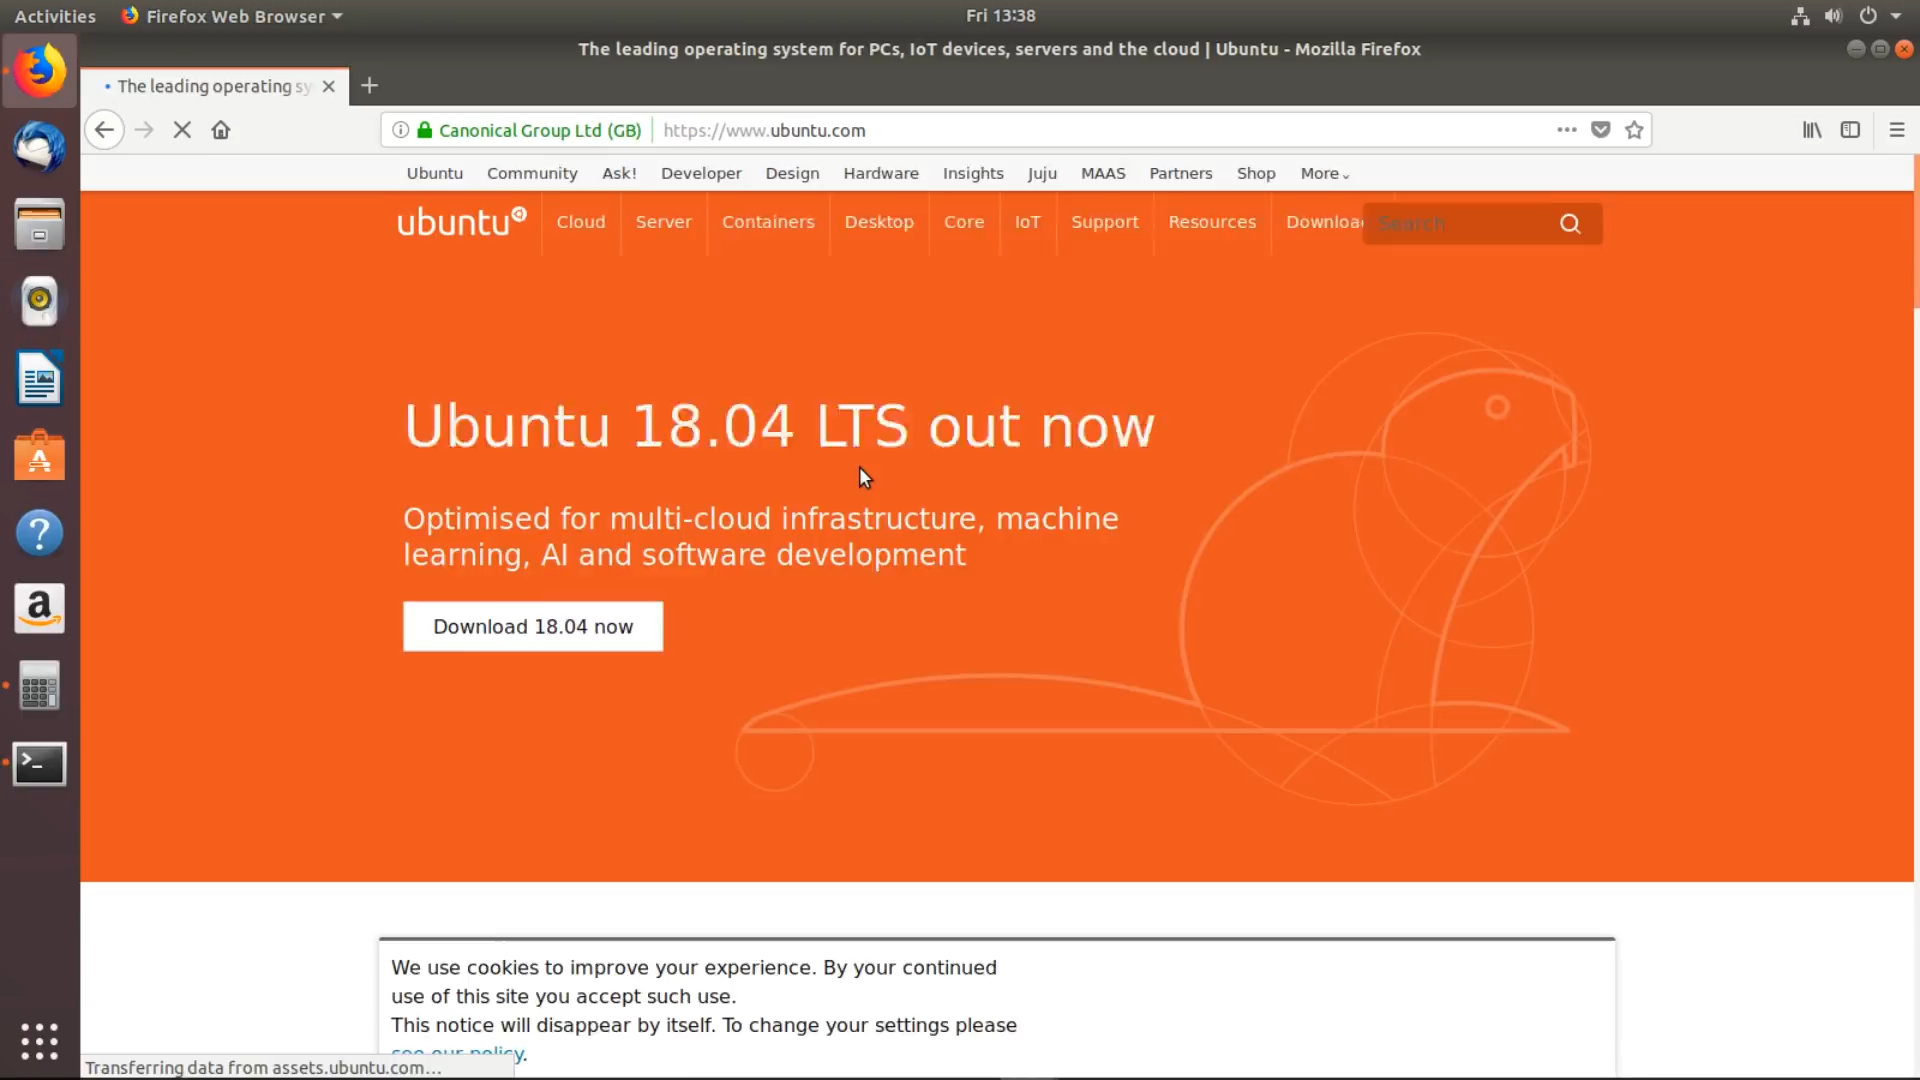 Activities Firefox Web Browser Fri 13:38
The leading operating system for PCs, IoT devices, servers and the cloud | Ubuntu - Mozilla Firefox
The leading operating sy
Canonical Group Ltd (GB) https://www.ubuntu.com
Ubuntu Community Ask! Developer Design Hardware Insights Juju MAAS Partners Shop More
ubuntu Cloud Server Containers Desktop Core IoT Support Resources Downloa Search
Ubuntu 18.04 LTS out now
Optimised for multi-cloud infrastructure, machine
learning, AI and software development
Download 18.04 now
We use cookies to improve your experience. By your continued
use of this site you accept such use.
This notice will disappear by itself. To change your settings please
see our policy.
Transferring data from assets.ubuntu.com...